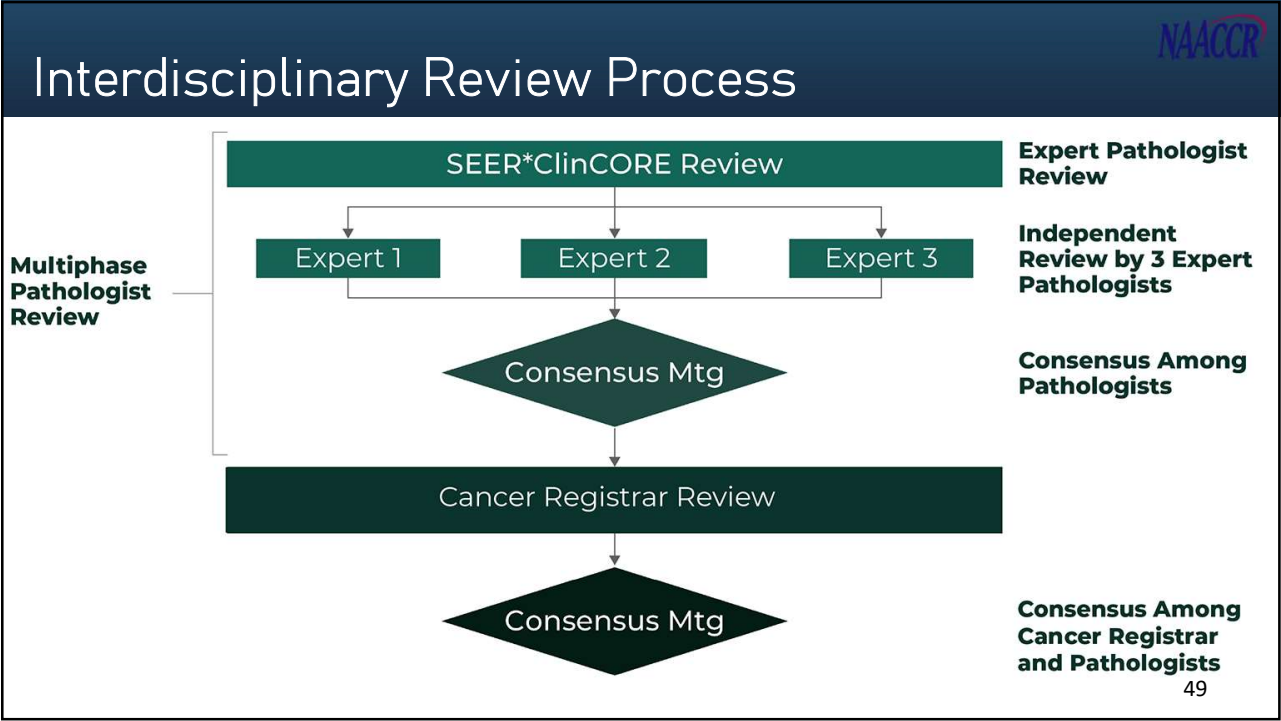 NAACCR
Interdisciplinary Review Process
SEER*ClinCORE Review
Expert Pathologist
Review
Expert 1
Expert 2
Expert 3
Independent
Review by 3 Expert
Pathologists
Multiphase
Pathologist
Review
Consensus Mtg
Consensus Among
Pathologists
Cancer Registrar Review
Consensus Mtg
Consensus Among
Cancer Registrar
and Pathologists
49